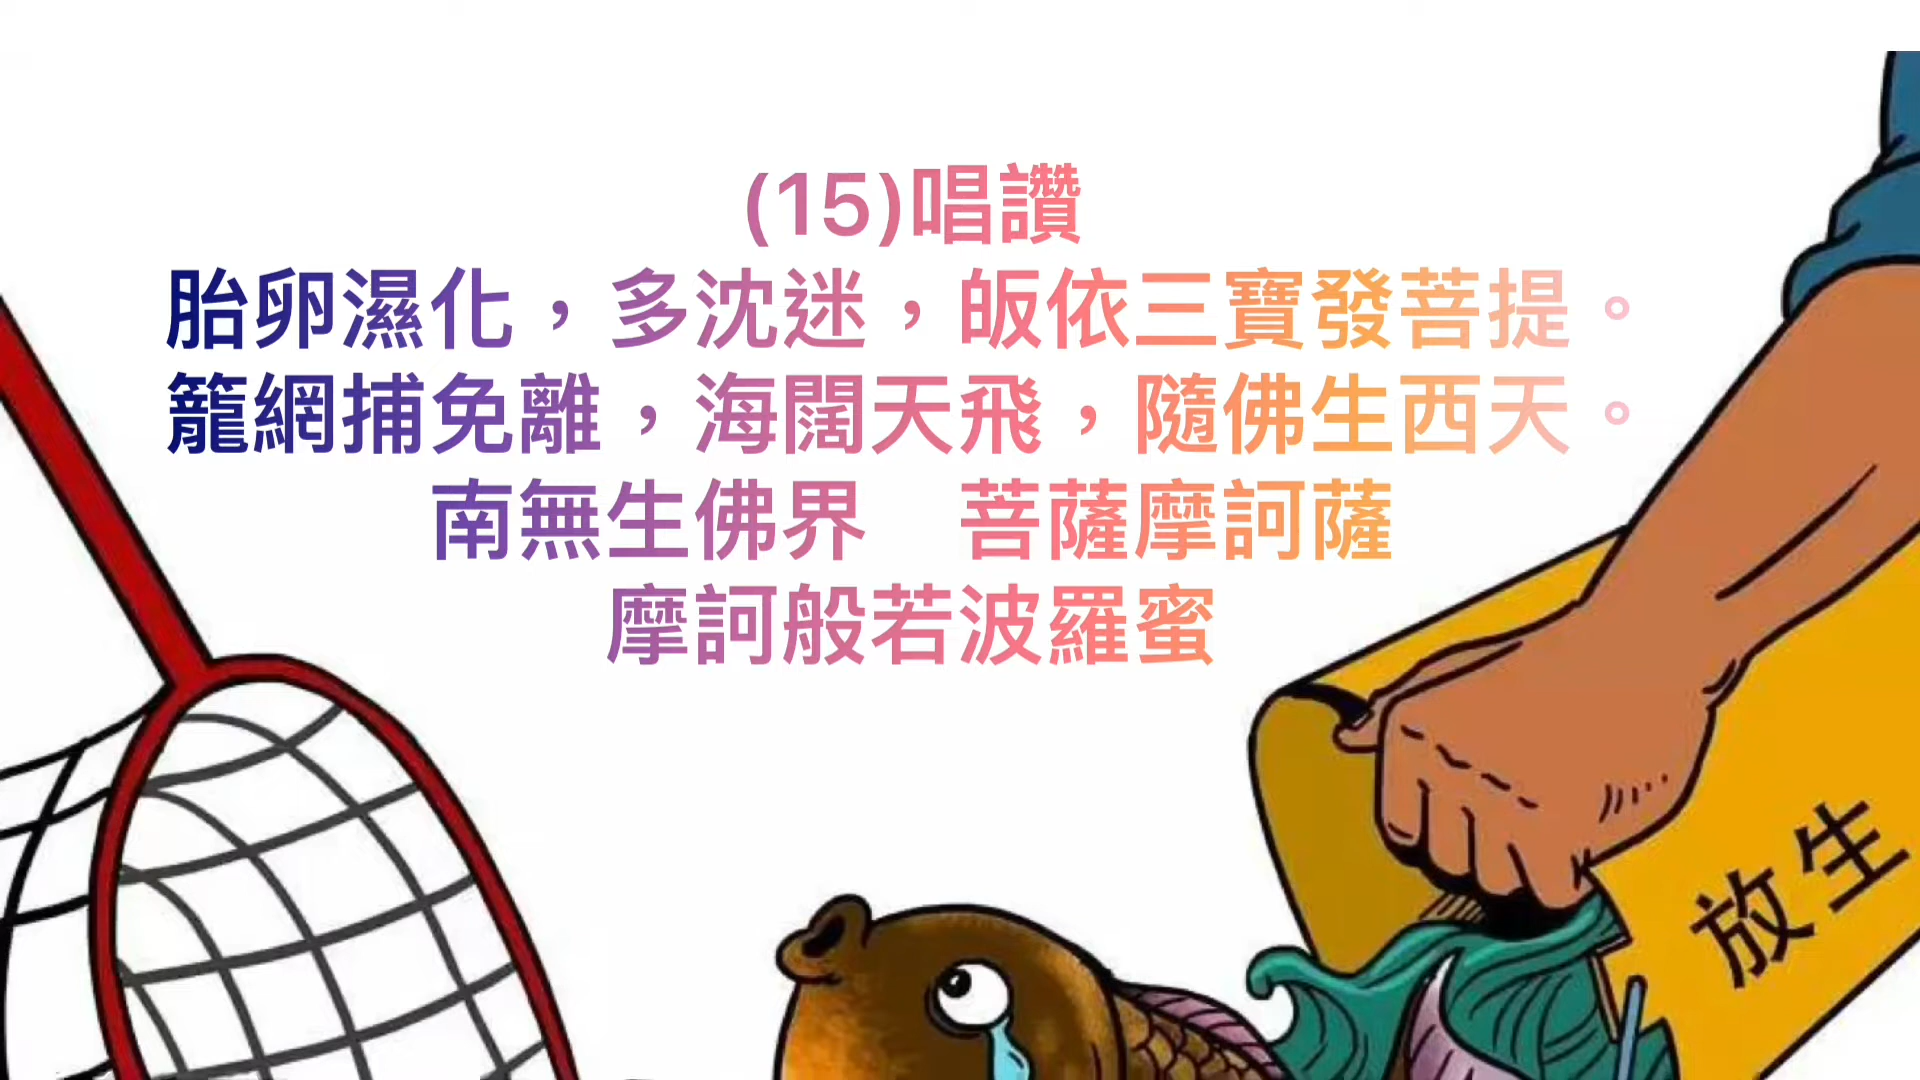 (15)唱讚
胎卵濕化，多沈迷，皈依三寶發菩提。
籠網捕免離，海闊天飛，隨佛生西天。
南無生佛界　菩薩摩訶薩
摩訶般若波羅蜜
放生